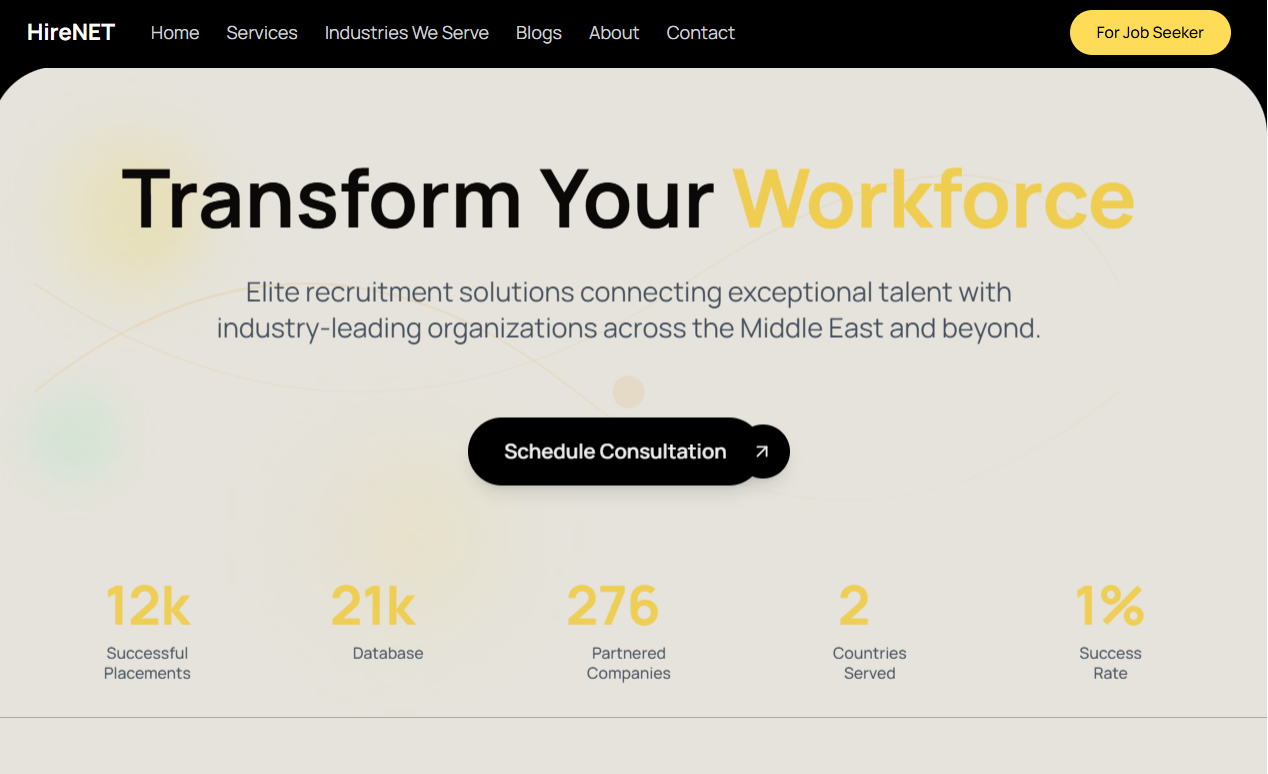 HireNET Home Services Industries We Serve Blogs About Contact For Job Seeker
Transform Your Workforce
Elite recruitment solutions connecting exceptional talent with
industry-leading organizations across the Middle East and beyond.
Schedule Consultation
12k 21k 276 2 1%
Successful Database Partnered Countries Success
Placements Companies Served Rate